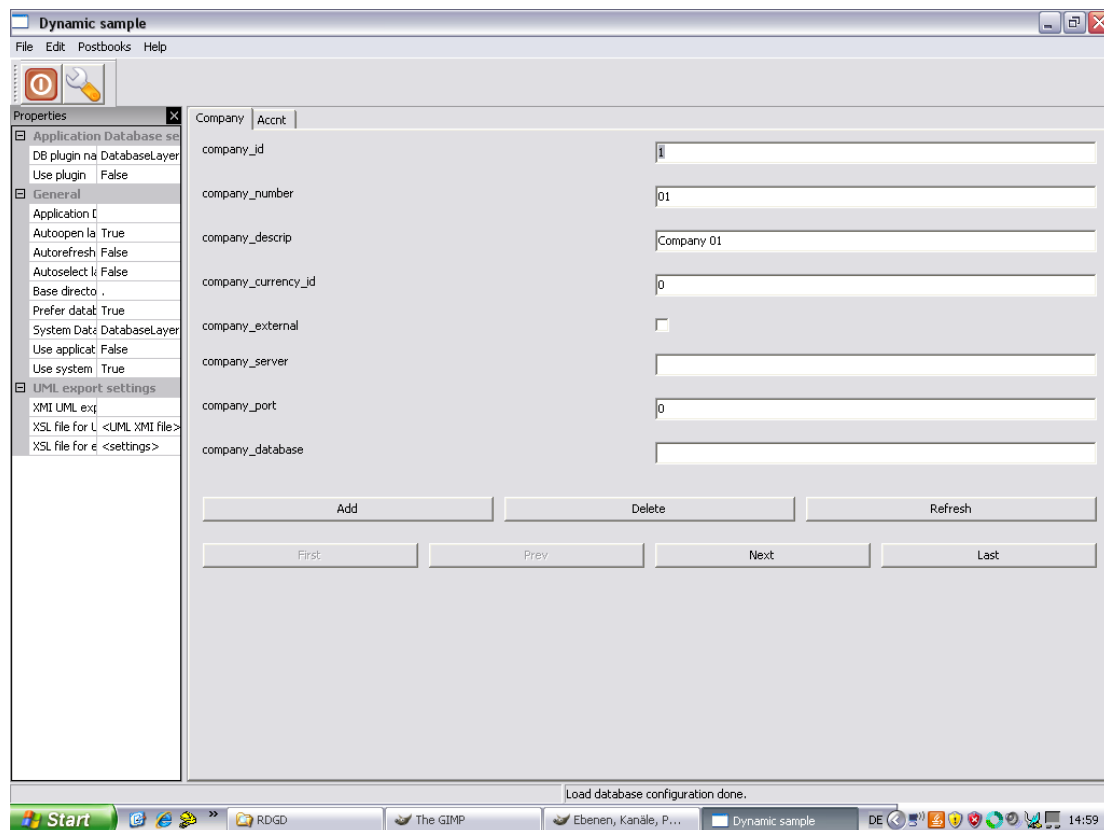 Dynamic sample
File Edit Postbooks Help
Properties
Company Accnt
Application Database se
DB plugin na DatabaseLayer
Use plugin False
General
Application D
Autoopen la True
Autorefresh False
Autoselect la False
Base directo .
Prefer datab True
System Data DatabaseLayer
Use applicat False
Use system True
UML export settings
XMI UML exp
XSL file for U <UML XMI file>
XSL file for e <settings>
company_id 1
company_number 01
company_descrip Company 01
company_currency_id 0
company_external
company_server
company_port 0
company_database
Add Delete Refresh
First Prev Next Last
Load database configuration done.
Start » RDGD The GIMP Ebenen, Kanäle, P... Dynamic sample DE 14:59